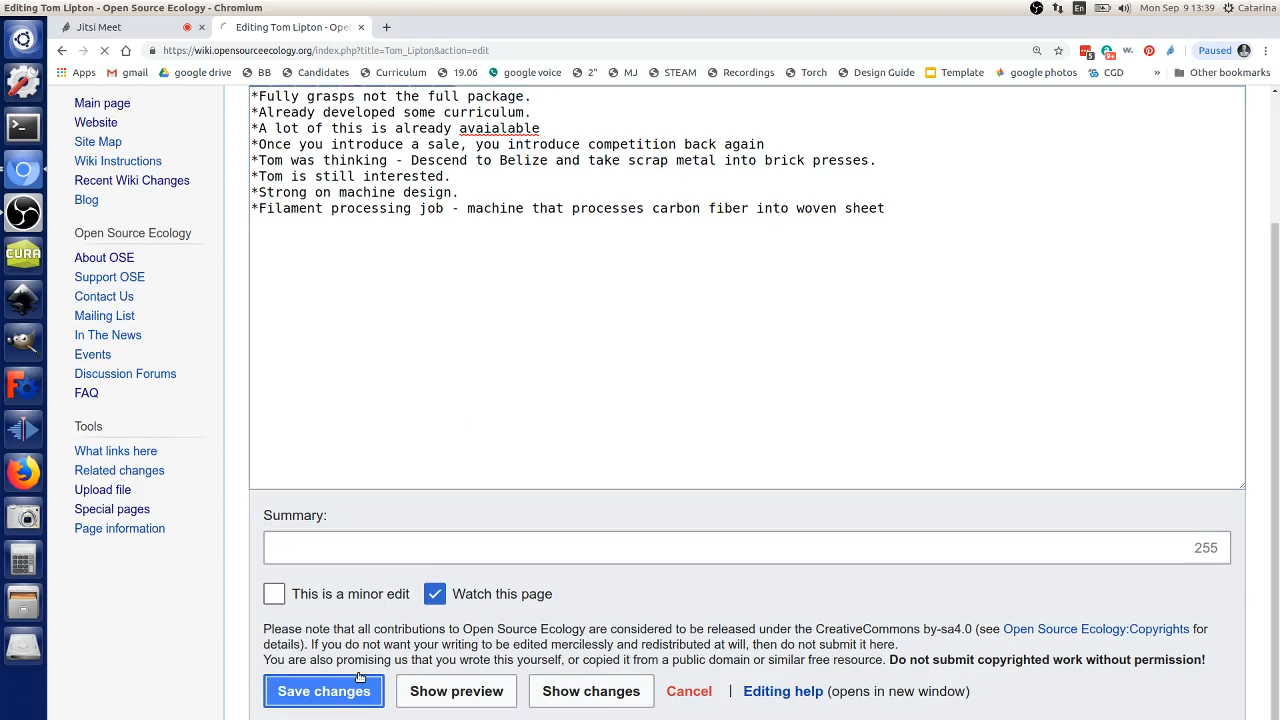 Editing Tom Lipton - Open Source Ecology - Chromium
En
Mon Sep 9 13:39
Catarina
Jitsi Meet
Editing Tom Lipton - Ope
https://wiki.opensourceecology.org/index.php?title=Tom_Lipton&action=edit
5
9+
W.
Paused
Apps
gmail
google drive
BB
Candidates
Curriculum
19.06
google voice
2"
MJ
STEAM
Recordings
Torch
Design Guide
Template
google photos
CGD
»
Other bookmarks
Main page
Website
Site Map
Wiki Instructions
Recent Wiki Changes
Blog
Open Source Ecology
About OSE
Support OSE
Contact Us
Mailing List
In The News
Events
Discussion Forums
FAQ
Tools
What links here
Related changes
Upload file
Special pages
Page information
*Fully grasps not the full package.
*Already developed some curriculum.
*A lot of this is already avaialable
*Once you introduce a sale, you introduce competition back again
*Tom was thinking - Descend to Belize and take scrap metal into brick presses.
*Tom is still interested.
*Strong on machine design.
*Filament processing job - machine that processes carbon fiber into woven sheet
Summary:
255
This is a minor edit
Watch this page
Please note that all contributions to Open Source Ecology are considered to be released under the CreativeCommons by-sa4.0 (see Open Source Ecology:Copyrights for
details). If you do not want your writing to be edited mercilessly and redistributed at will, then do not submit it here.
You are also promising us that you wrote this yourself, or copied it from a public domain or similar free resource. Do not submit copyrighted work without permission!
Save changes
Show preview
Show changes
Cancel
|
Editing help (opens in new window)
CURA